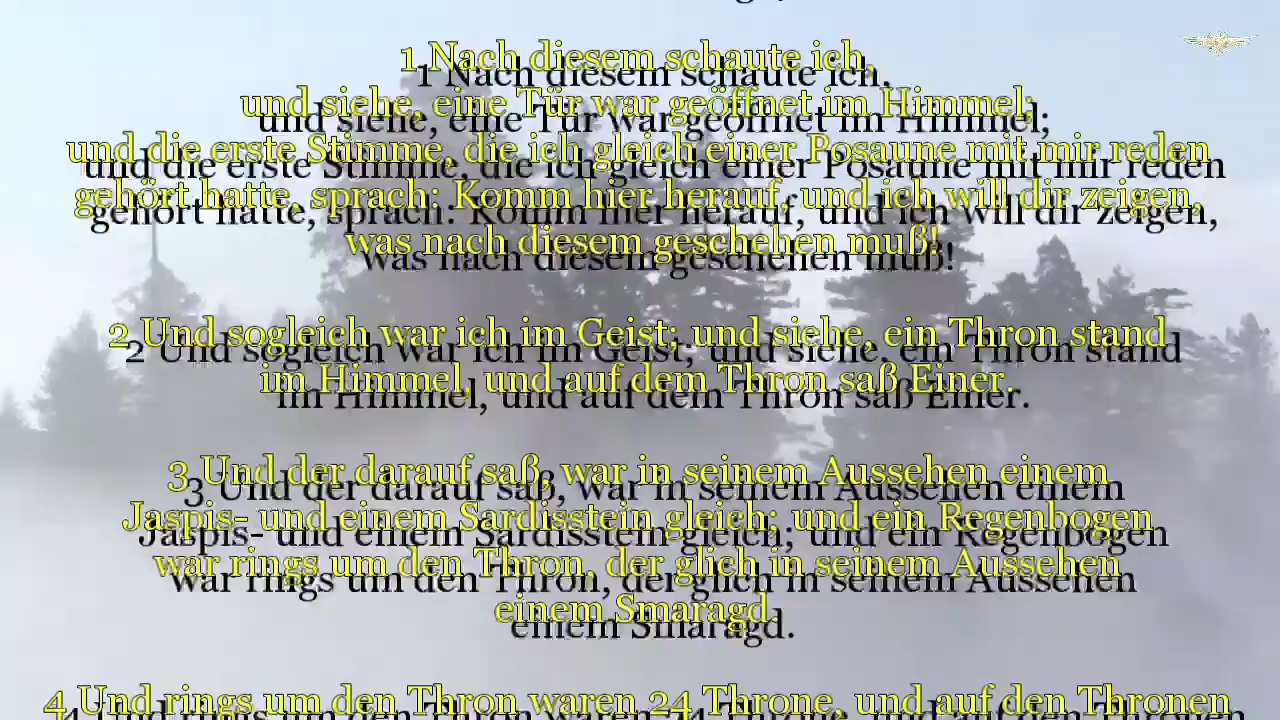 1 Nach diesem schaute ich,
und siehe, eine Tür war geöffnet im Himmel;
und die erste Stimme, die ich gleich einer Posaune mit mir reden
gehört hatte, sprach: Komm hier herauf, und ich will dir zeigen,
was nach diesem geschehen muß!
2 Und sogleich war ich im Geist; und siehe, ein Thron stand
im Himmel, und auf dem Thron saß Einer.
3 Und der darauf saß, war in seinem Aussehen einem
Jaspis- und einem Sardisstein gleich; und ein Regenbogen
war rings um den Thron, der glich in seinem Aussehen
einem Smaragd.
4 Und rings um den Thron waren 24 Throne, und auf den Thronen